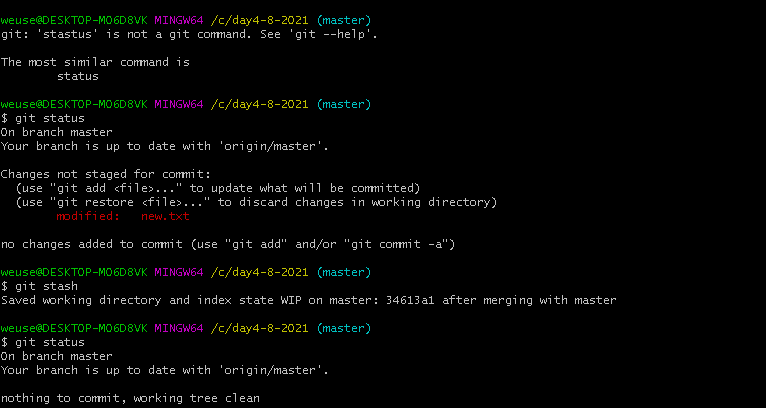 weuse@DESKTOP-MO6D8VK MINGW64 /c/day4-8-2021 (master)
git: 'stastus' is not a git command. See 'git --help'.
The most similar command is
status
weuse@DESKTOP-MO6D8VK MINGW64 /c/day4-8-2021 (master)
$ git status
On branch master
Your branch is up to date with 'origin/master'.
Changes not staged for commit:
(use "git add <file>..." to update what will be committed)
(use "git restore <file>..." to discard changes in working directory)
modified:   new.txt
no changes added to commit (use "git add" and/or "git commit -a")
weuse@DESKTOP-MO6D8VK MINGW64 /c/day4-8-2021 (master)
$ git stash
Saved working directory and index state WIP on master: 34613a1 after merging with master
weuse@DESKTOP-MO6D8VK MINGW64 /c/day4-8-2021 (master)
$ git status
On branch master
Your branch is up to date with 'origin/master'.
nothing to commit, working tree clean